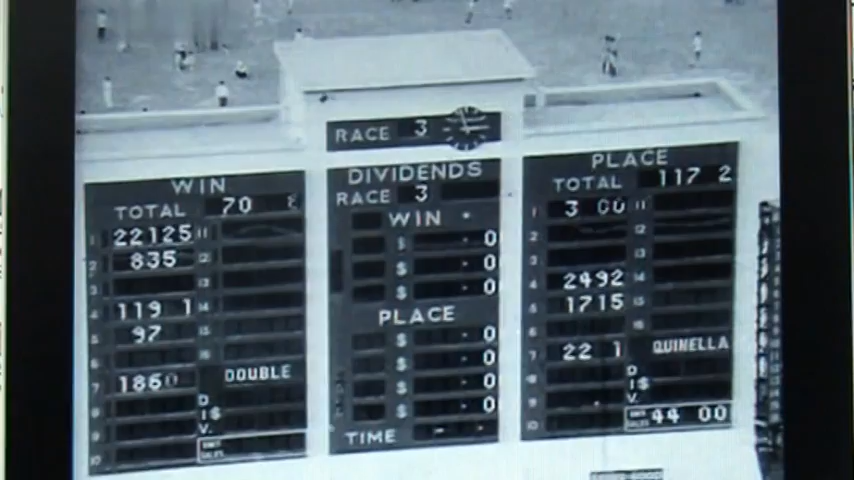 RACE 3
WIN
TOTAL 70
1 22125 11
2 835 12
3
4 119 1 14
5 97 15
6 16
7 1860 DOUBLE
8 D
9 I$
10 V.
DIVIDENDS
RACE 3
WIN
$ 0
$ 0
$ 0
PLACE
$ 0
$ 0
$ 0
$ 0
TIME
PLACE
TOTAL 117 2
1 3 00 11
2 12
3
4 2492 14
5 1715 15
6 16
7 22 1 QUINELLA
8 D
9 I$
10 V.
44 00